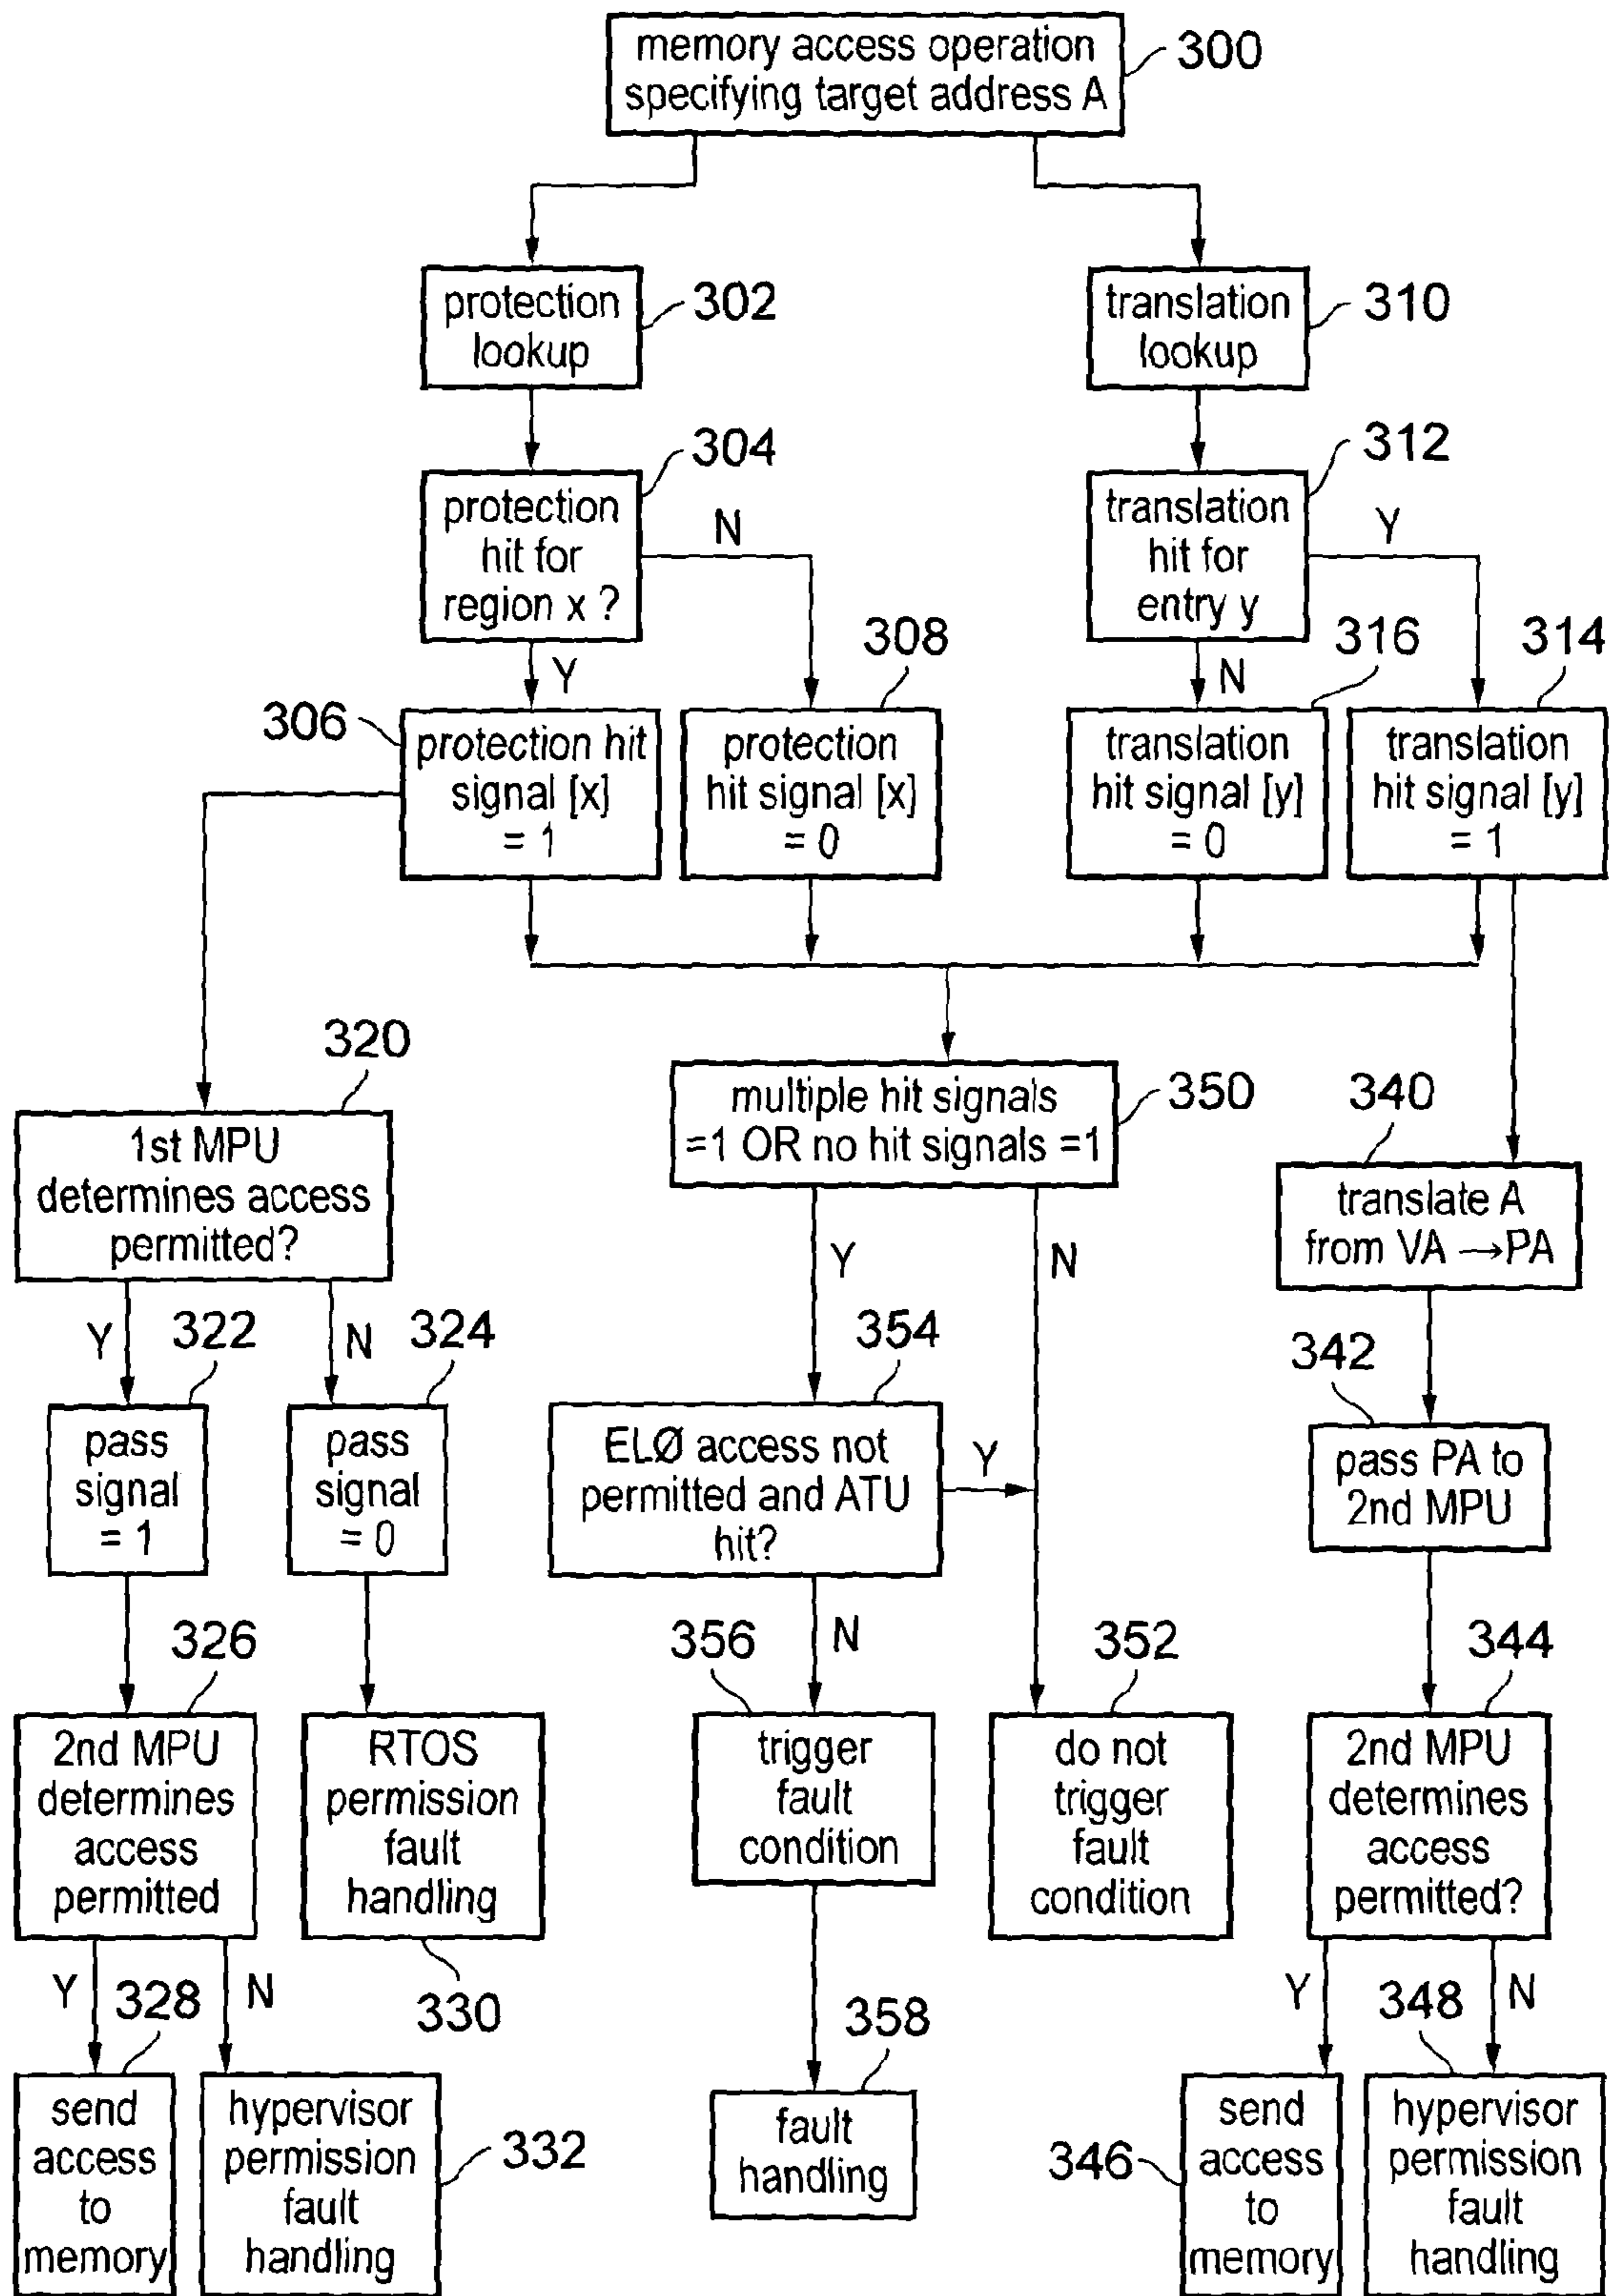 memory access operation
specifying target address A
300
protection
lookup
302
translation
lookup
310
protection
hit for
region x ?
304
N
Y
translation
hit for
entry y
312
Y
N
306
protection hit
signal [x]
= 1
308
protection
hit signal [x]
= 0
316
translation
hit signal [y]
= 0
314
translation
hit signal [y]
= 1
320
1st MPU
determines access
permitted?
multiple hit signals
=1 OR no hit signals =1
350
340
translate A
from VA →PA
Y
N
Y
322
N
324
pass
signal
= 1
pass
signal
= 0
354
ELØ access not
permitted and ATU
hit?
Y
N
342
pass PA to
2nd MPU
326
2nd MPU
determines
access
permitted
RTOS
permission
fault
handling
330
356
trigger
fault
condition
352
do not
trigger
fault
condition
344
2nd MPU
determines
access
permitted?
Y
328
N
send
access
to
memory
hypervisor
permission
fault
handling
332
358
fault
handling
Y
348
N
346
send
access
to
memory
hypervisor
permission
fault
handling